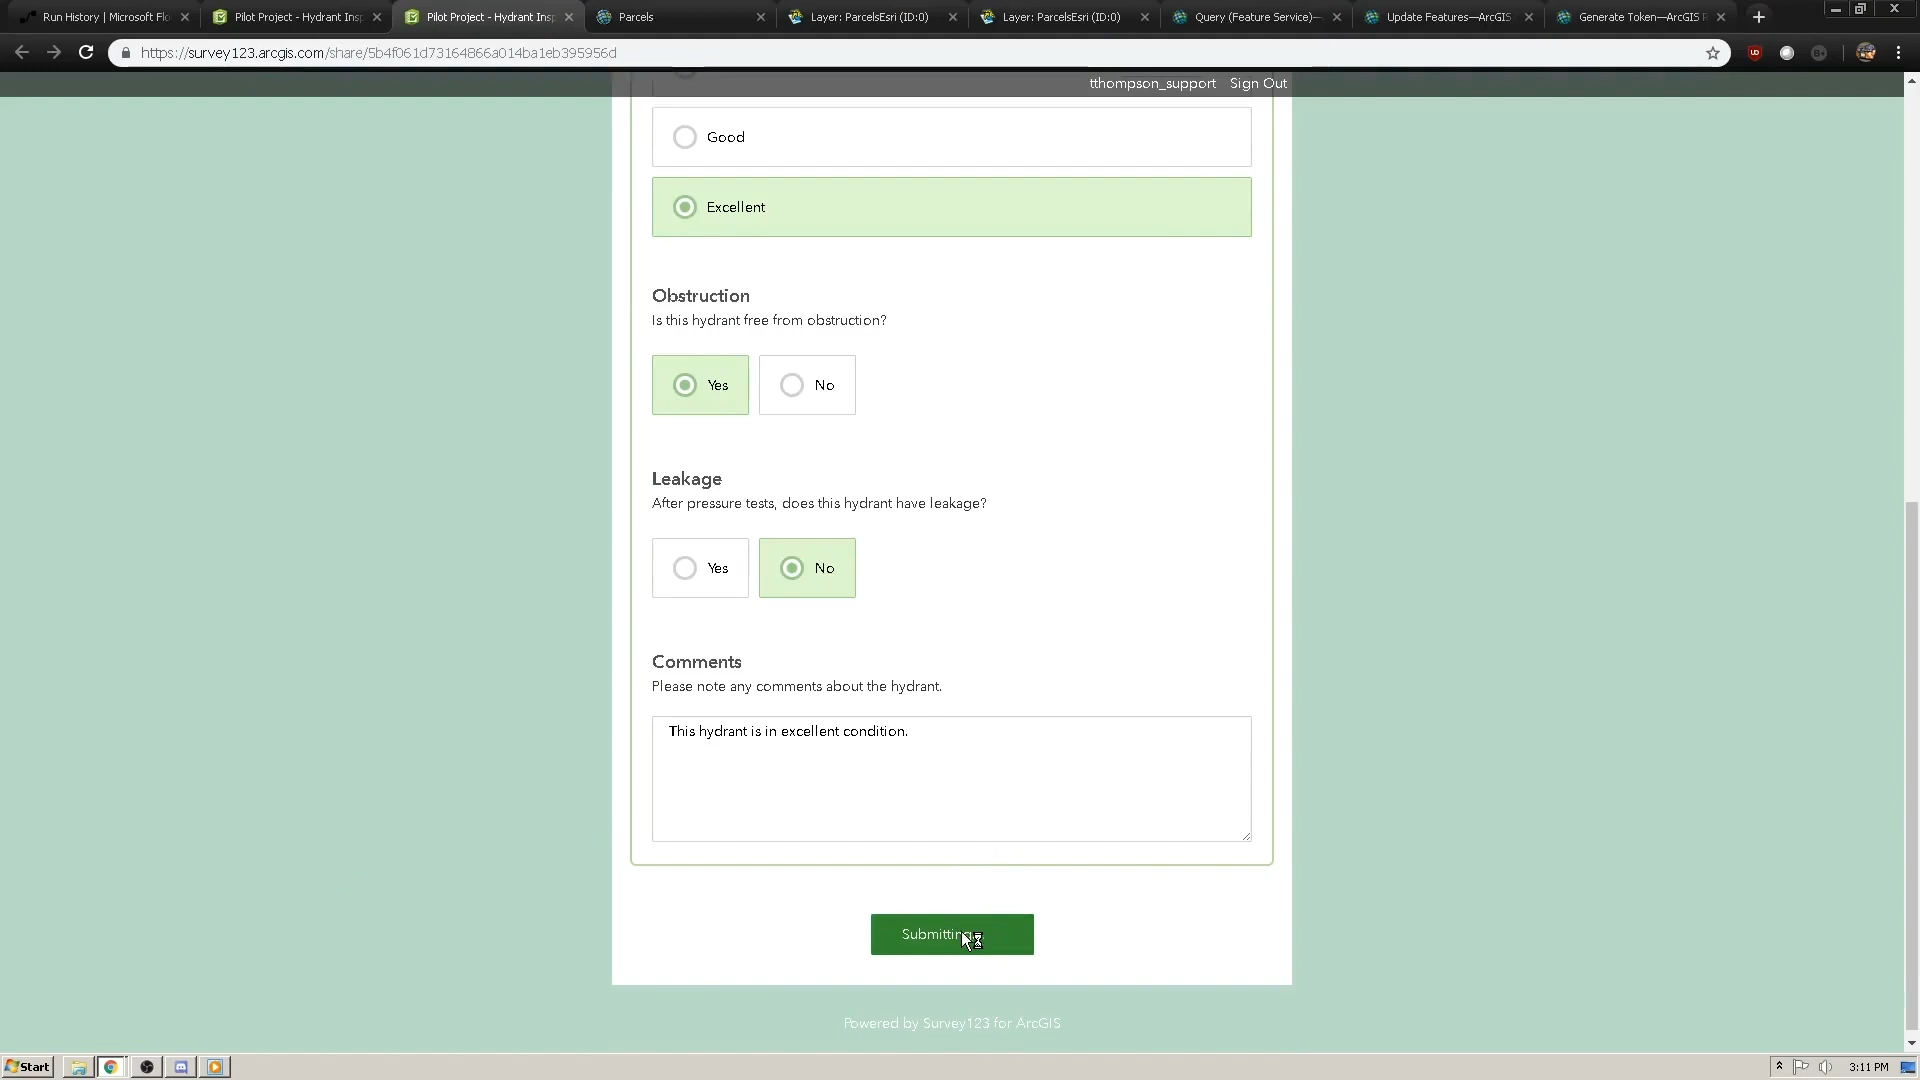 Run History | Microsoft Flo
Pilot Project - Hydrant Insp
Pilot Project - Hydrant Insp
Parcels
Layer: ParcelsEsri (ID:0)
Layer: ParcelsEsri (ID:0)
Query (Feature Service)—
Update Features—ArcGIS
Generate Token—ArcGIS R
https://survey123.arcgis.com/share/5b4f061d73164866a014ba1eb395956d
tthompson_support Sign Out
Good
Excellent
Obstruction
Is this hydrant free from obstruction?
Yes No
Leakage
After pressure tests, does this hydrant have leakage?
Yes No
Comments
Please note any comments about the hydrant.
This hydrant is in excellent condition.
Submitting
Powered by Survey123 for ArcGIS
Start
3:11 PM